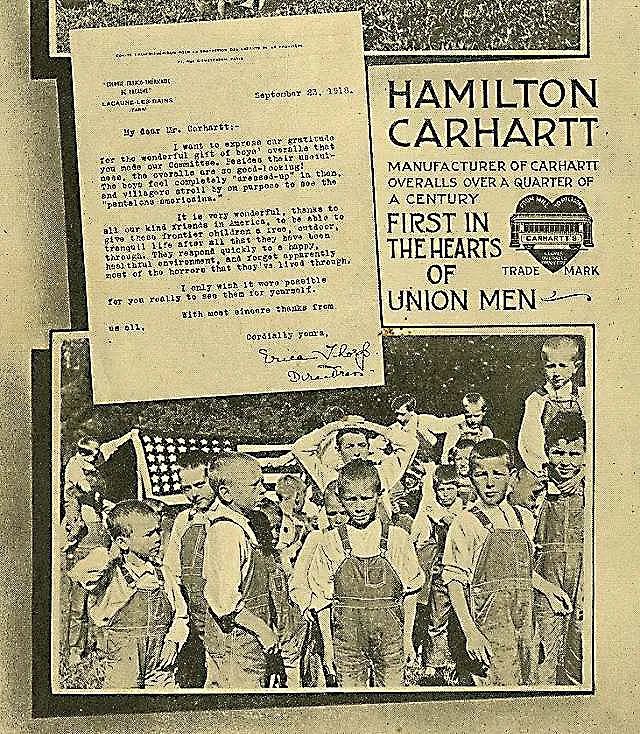 September 23, 1918.
My dear Mr. Carhartt:-
I want to express our gratitude
for the wonderful gift of boys' overalls that
you made our Committee. Besides their useful-
ness, the overalls are so good-looking!
The boys feel completely "dressed-up" in them,
and villagers stroll by on purpose to see the
"pantalons americains."
It is very wonderful, thanks to
all our kind friends in America, to be able to
give these frontier children a free, outdoor,
tranquil life after all that they have been
through. They respond quickly to a happy,
healthful environment, and forget apparently
most of the horrors that they've lived through.
I only wish it were possible
for you really to see them for yourself.
With most sincere thanks from
us all,
Cordially yours,
HAMILTON
CARHARTT
MANUFACTURER OF CARHARTT
OVERALLS OVER A QUARTER OF
A CENTURY
FIRST IN
THE HEARTS
OF
UNION MEN
CARHARTT'S
TRADE MARK